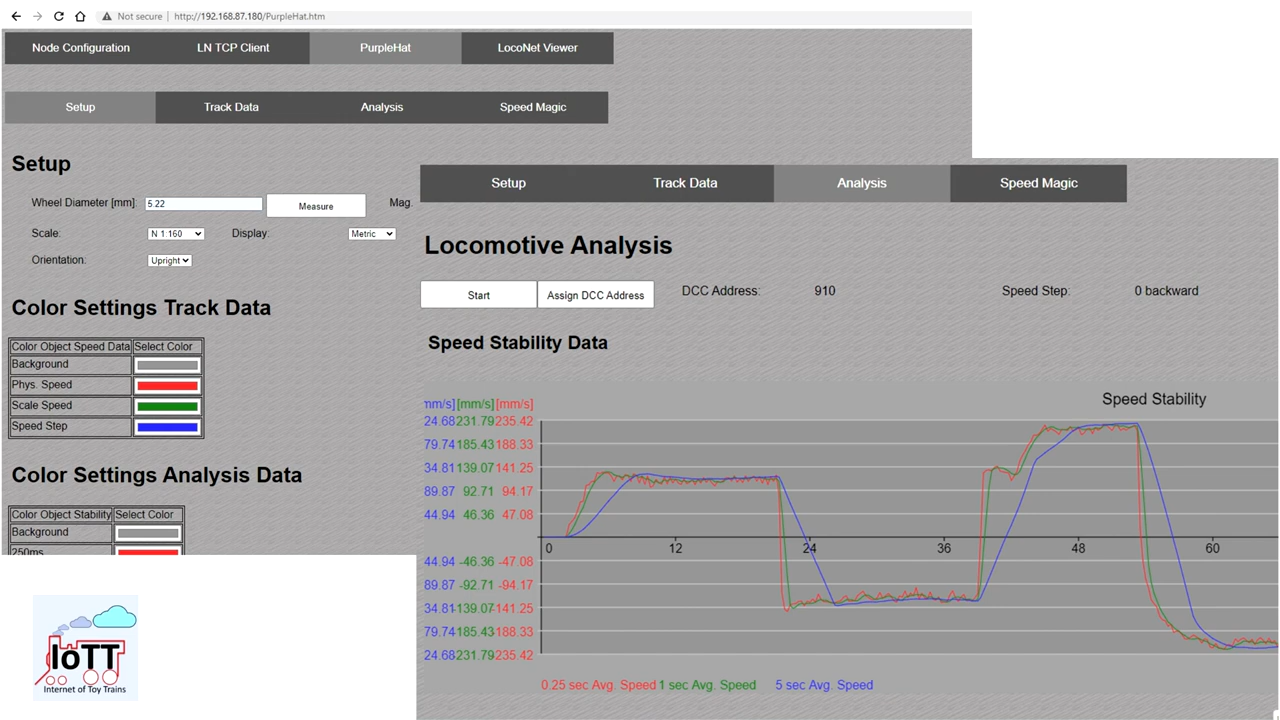 Not secure | http://192.168.87.180/PurpleHat.htm
Node Configuration LN TCP Client PurpleHat LocoNet Viewer
Setup Track Data Analysis Speed Magic
Setup
Wheel Diameter [mm]: 5.22 Measure Mag.
Scale: N 1:160 Display: Metric
Orientation: Upright
Color Settings Track Data
Color Object Speed Data Select Color
Background
Phys. Speed
Scale Speed
Speed Step
Color Settings Analysis Data
Color Object Stability Select Color
Background
250ms
IoTT
Internet of Toy Trains
Setup Track Data Analysis Speed Magic
Locomotive Analysis
Start Assign DCC Address DCC Address: 910 Speed Step: 0 backward
Speed Stability Data
Speed Stability
mm/s] [mm/s] [mm/s]
24.68 231.79 235.42
79.74 185.43 188.33
34.81 139.07 141.25
89.87 92.71 94.17
44.94 46.36 47.08
0 12 24 36 48 60
44.94 -46.36 -47.08
89.87 -92.71 -94.17
34.81 139.07 141.25
79.74 185.43 188.33
24.68 231.79 235.42
0.25 sec Avg. Speed 1 sec Avg. Speed 5 sec Avg. Speed